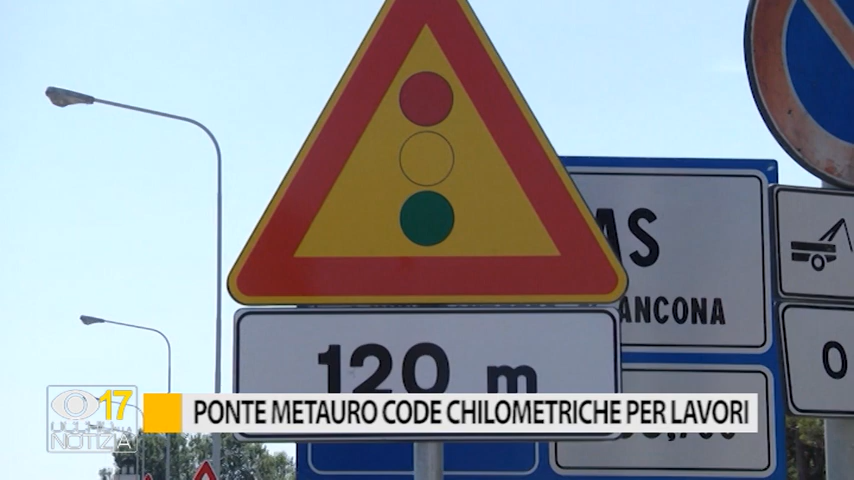 AS
ANCONA
120 m
0
17
NOTIZIA
PONTE METAURO CODE CHILOMETRICHE PER LAVORI